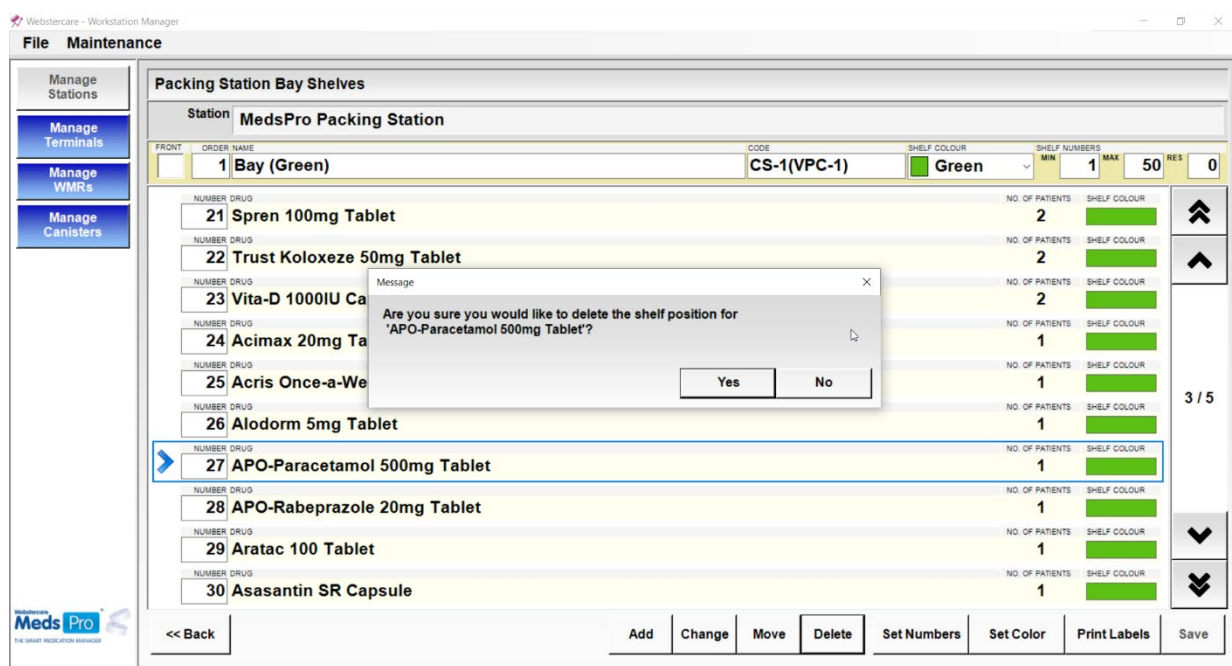 Webstercare - Workstation Manager
File Maintenance
Manage Stations
Manage Terminals
Manage WMRs
Manage Canisters
Packing Station Bay Shelves
Station MedsPro Packing Station
FRONT ORDER NAME CODE SHELF COLOUR SHELF NUMBERS
1 Bay (Green) CS-1(VPC-1) Green MIN 1 MAX 50 RES 0
NUMBER DRUG NO. OF PATIENTS SHELF COLOUR
21 Spren 100mg Tablet 2
NUMBER DRUG NO. OF PATIENTS SHELF COLOUR
22 Trust Koloxeze 50mg Tablet 2
NUMBER DRUG NO. OF PATIENTS SHELF COLOUR
23 Vita-D 1000IU Ca 2
NUMBER DRUG NO. OF PATIENTS SHELF COLOUR
24 Acimax 20mg Ta 1
NUMBER DRUG NO. OF PATIENTS SHELF COLOUR
25 Acris Once-a-We 1
NUMBER DRUG NO. OF PATIENTS SHELF COLOUR
26 Alodorm 5mg Tablet 1
NUMBER DRUG NO. OF PATIENTS SHELF COLOUR
27 APO-Paracetamol 500mg Tablet 1
NUMBER DRUG NO. OF PATIENTS SHELF COLOUR
28 APO-Rabeprazole 20mg Tablet 1
NUMBER DRUG NO. OF PATIENTS SHELF COLOUR
29 Aratac 100 Tablet 1
NUMBER DRUG NO. OF PATIENTS SHELF COLOUR
30 Asasantin SR Capsule 1
3 / 5
Message
Are you sure you would like to delete the shelf position for
'APO-Paracetamol 500mg Tablet'?
Yes No
Webstercare
Meds Pro
THE SMART MEDICATION MANAGER
<< Back Add Change Move Delete Set Numbers Set Color Print Labels Save